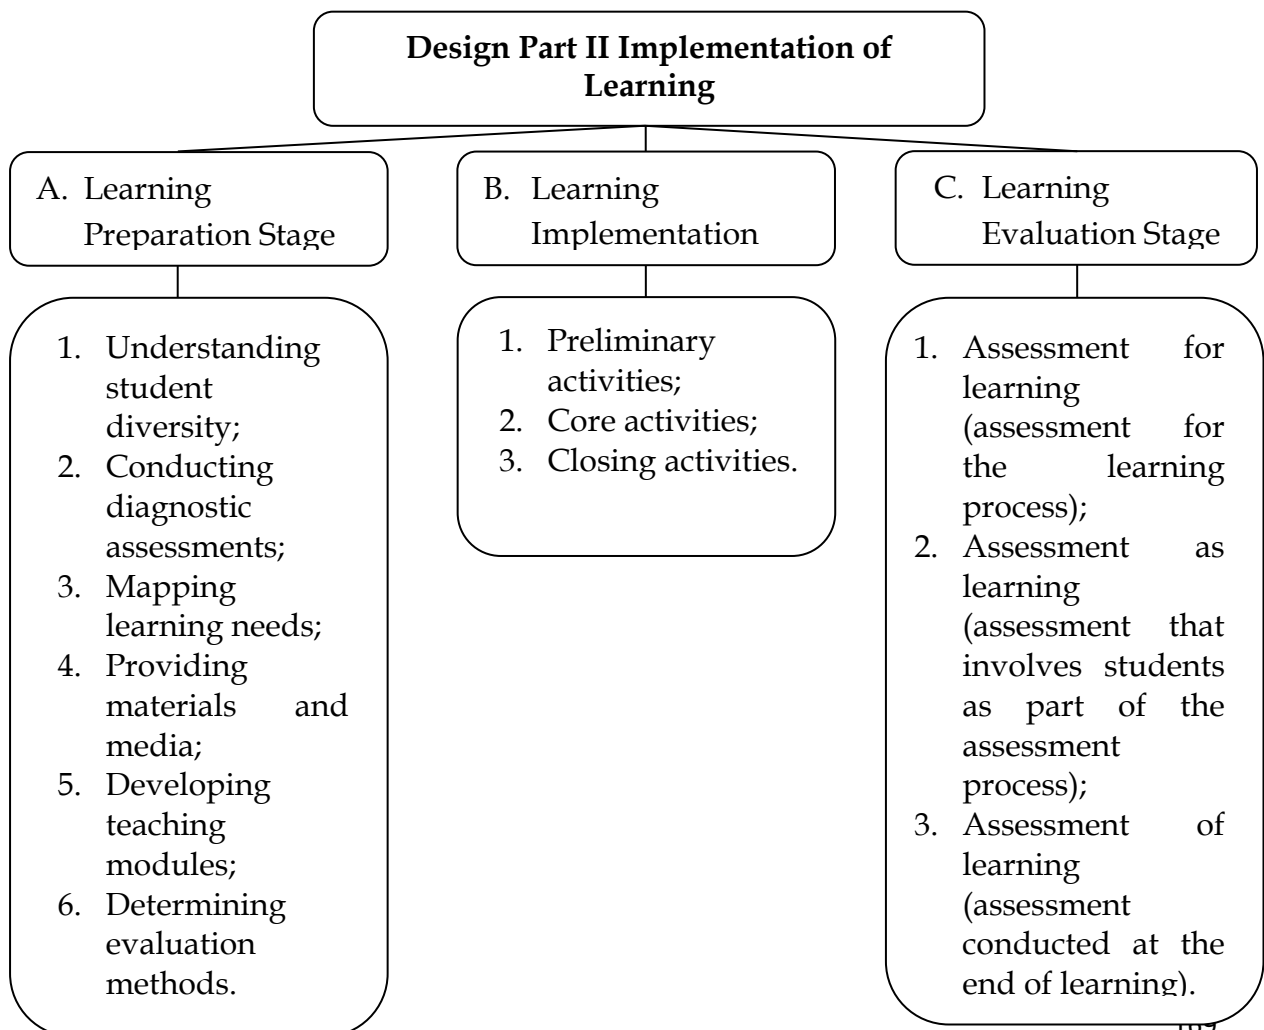 Design Part II Implementation of
Learning
A. Learning
Preparation Stage
B. Learning
Implementation
C. Learning
Evaluation Stage
1. Understanding
student
diversity;
2. Conducting
diagnostic
assessments;
3. Mapping
learning needs;
4. Providing
materials and
media;
5. Developing
teaching
modules;
6. Determining
evaluation
methods.
1. Preliminary
activities;
2. Core activities;
3. Closing activities.
1. Assessment for
learning
(assessment for
the learning
process);
2. Assessment as
learning
(assessment that
involves students
as part of the
assessment
process);
3. Assessment of
learning
(assessment
conducted at the
end of learning).